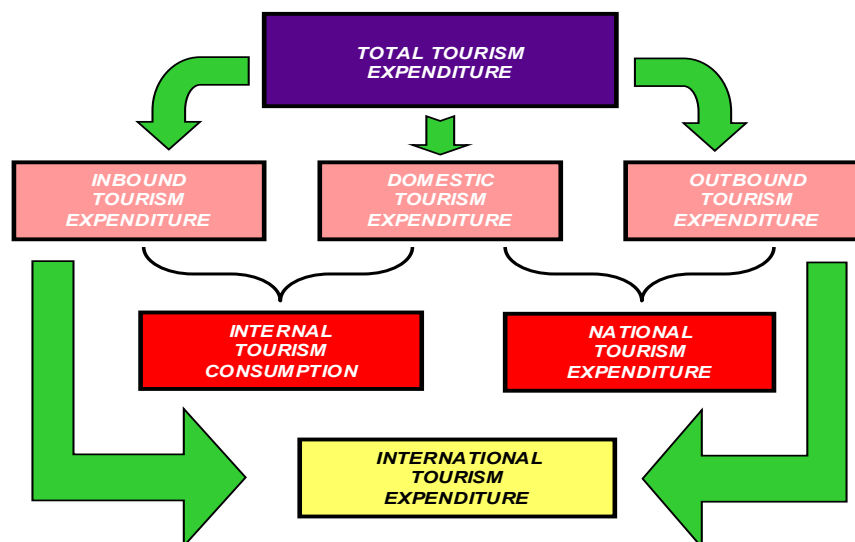 TOTAL TOURISM
EXPENDITURE
INBOUND
TOURISM
EXPENDITURE
DOMESTIC
TOURISM
EXPENDITURE
OUTBOUND
TOURISM
EXPENDITURE
INTERNAL
TOURISM
CONSUMPTION
NATIONAL
TOURISM
EXPENDITURE
INTERNATIONAL
TOURISM
EXPENDITURE